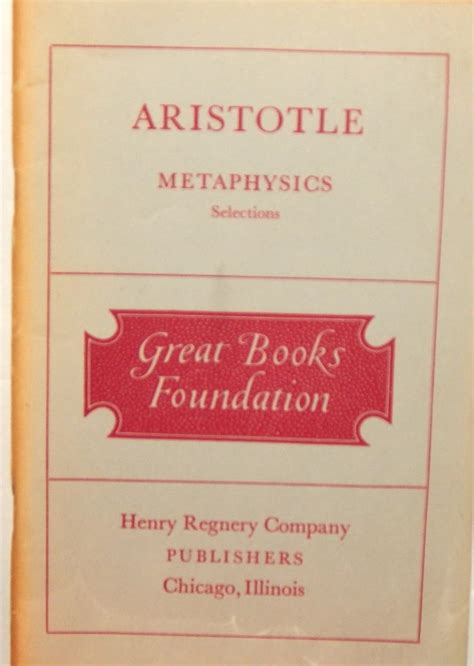 ARISTOTLE
METAPHYSICS
Selections
Great Books
Foundation
Henry Regnery Company
PUBLISHERS
Chicago, Illinois